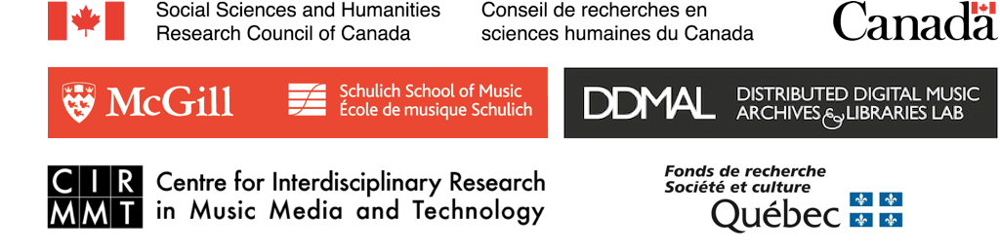 Social Sciences and Humanities
Research Council of Canada
Conseil de recherches en
sciences humaines du Canada
Canada
McGill
Schulich School of Music
École de musique Schulich
DDMAL
DISTRIBUTED DIGITAL MUSIC
ARCHIVES & LIBRARIES LAB
CIR
MMT
Centre for Interdisciplinary Research
in Music Media and Technology
Fonds de recherche
Société et culture
Québec